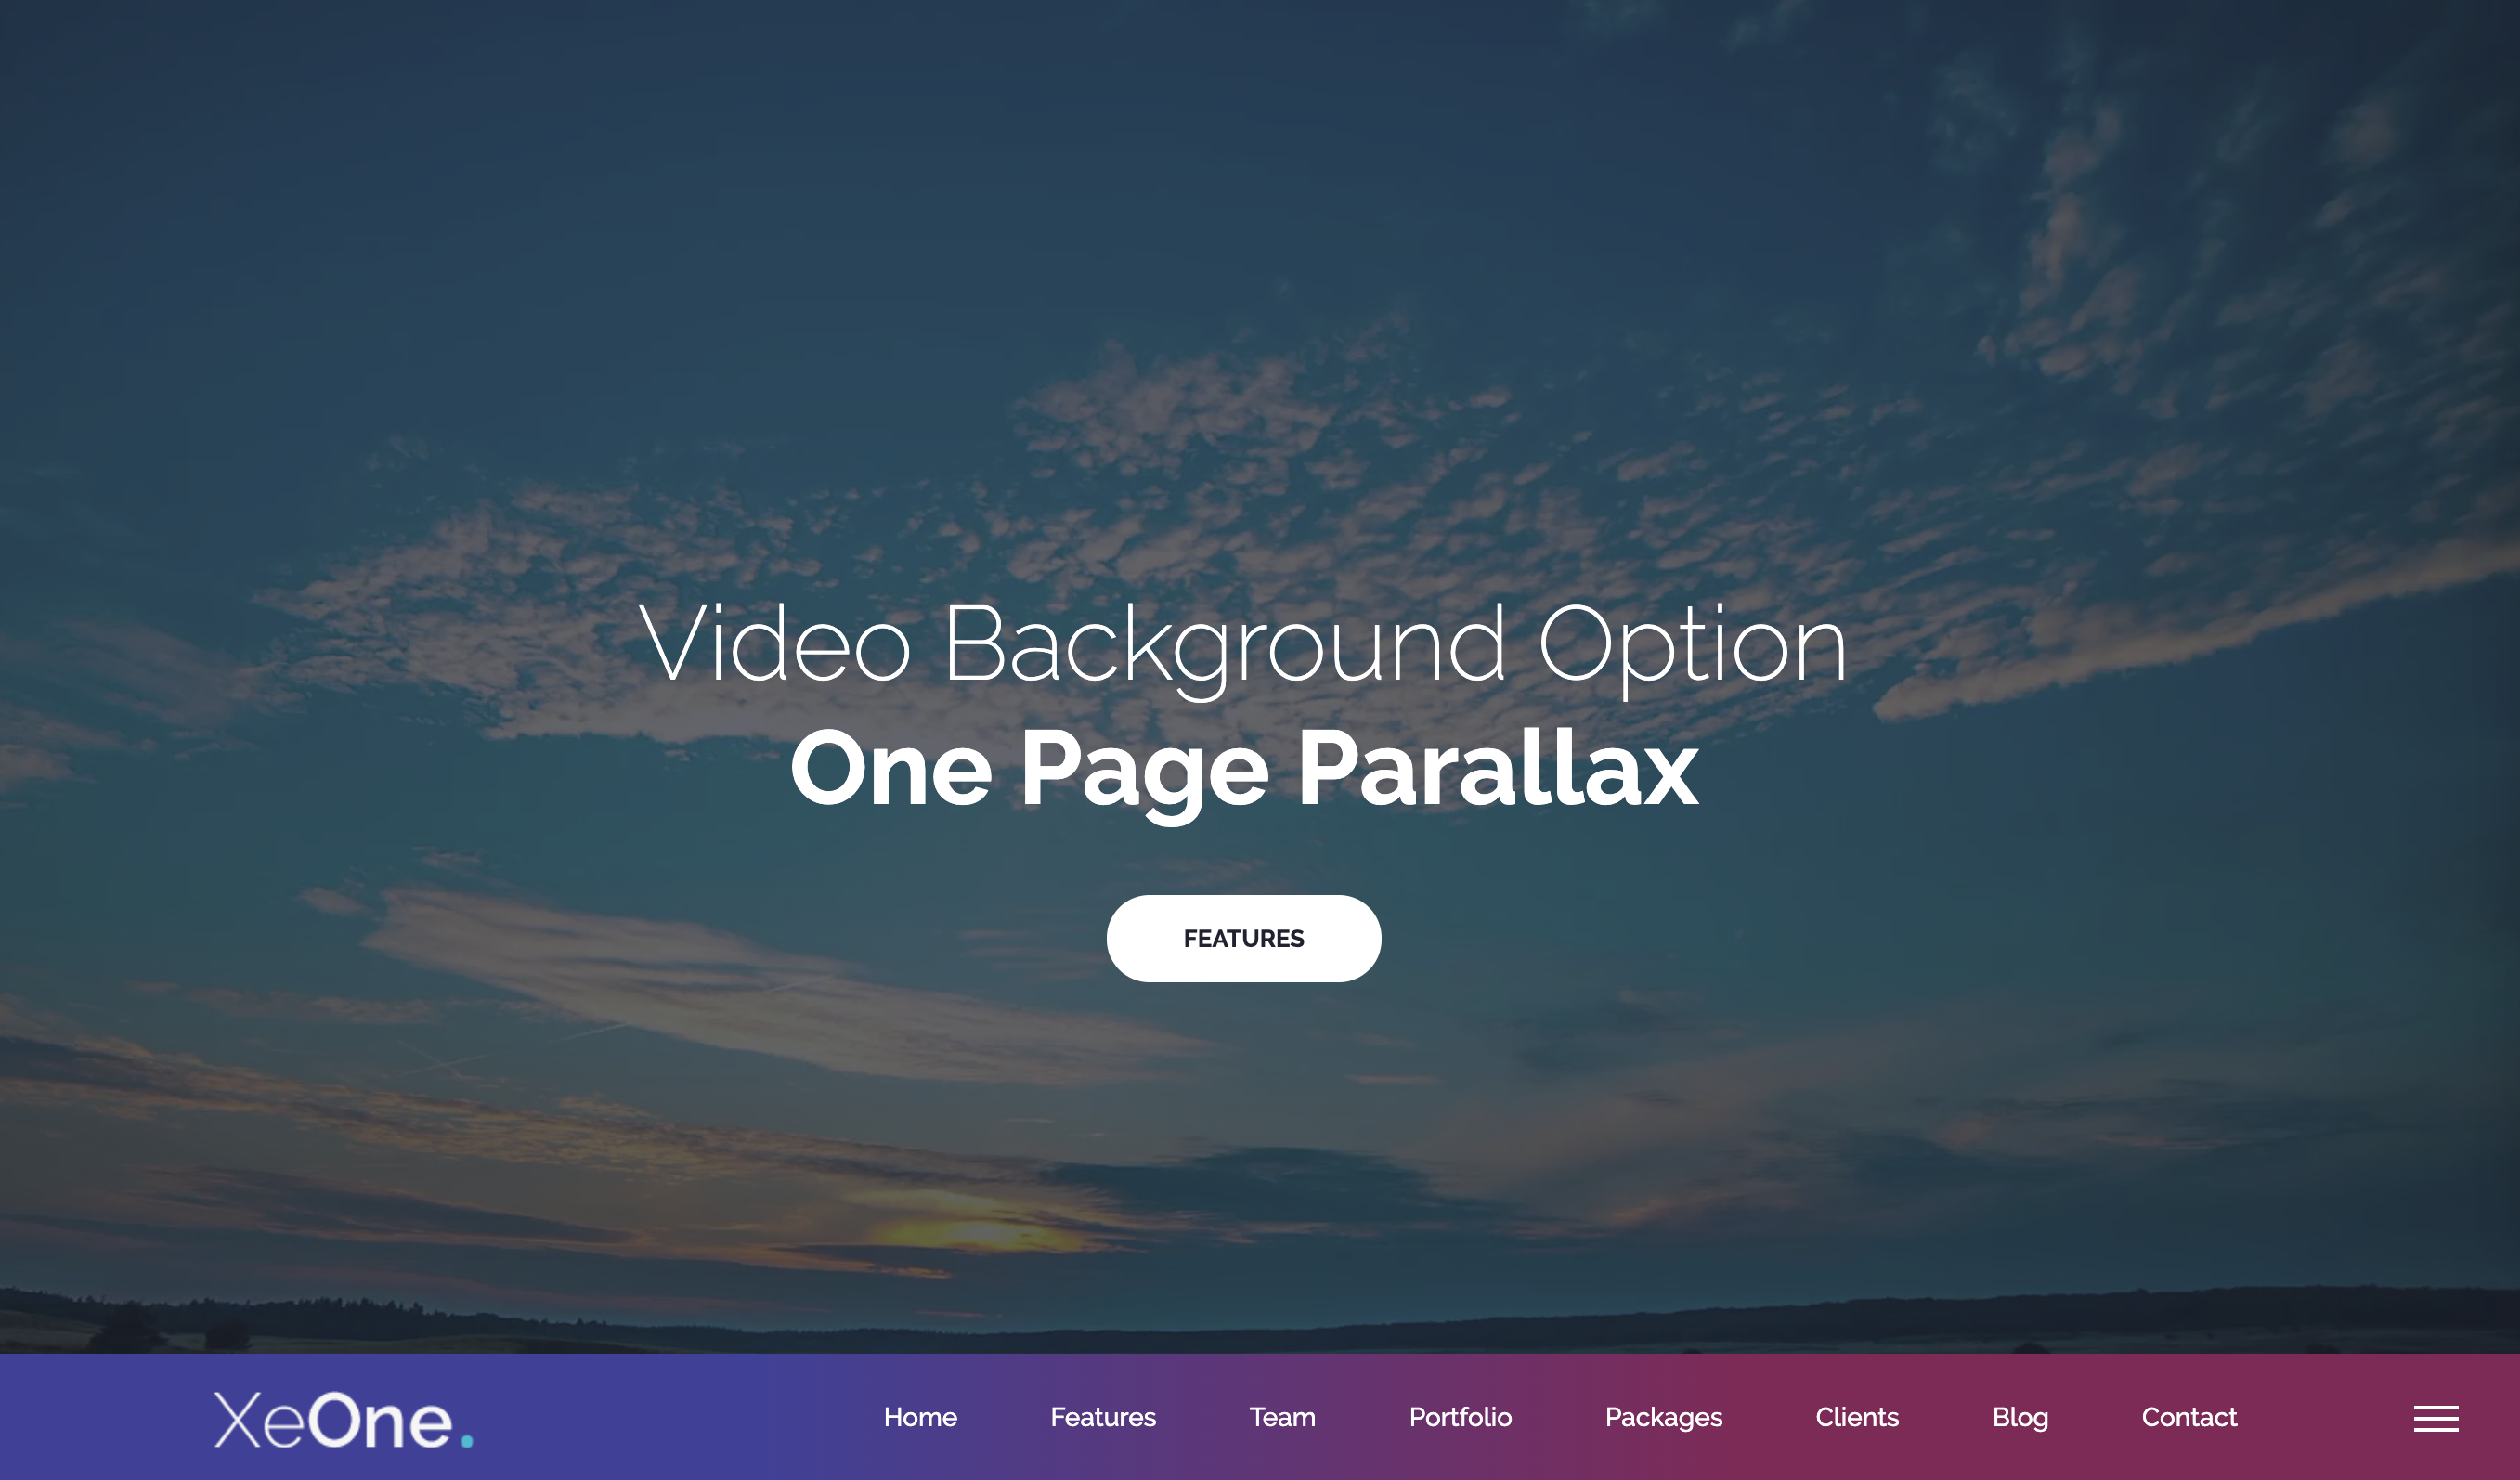 Video Background Option
One Page Parallax
FEATURES
XeOne. Home Features Team Portfolio Packages Clients Blog Contact